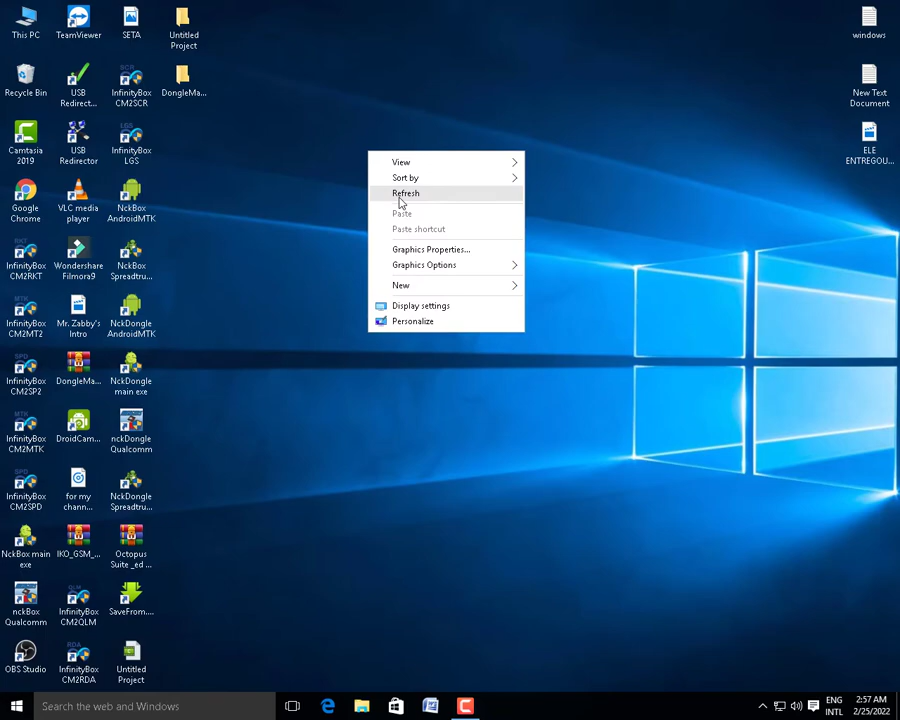 This PC
TeamViewer
SETA
Untitled
Project
Recycle Bin
USB
Redirect...
InfinityBox
CM2SCR
DongleMa...
Camtasia
2019
USB
Redirector
InfinityBox
LGS
Google
Chrome
VLC media
player
NckBox
AndroidMTK
InfinityBox
CM2RKT
Wondershare
Filmora9
NckBox
Spreadtru...
InfinityBox
CM2MT2
Mr. Zabby's
Intro
NckDongle
AndroidMTK
InfinityBox
CM2SP2
DongleMa...
NckDongle
main exe
InfinityBox
CM2MTK
DroidCam...
nckDongle
Qualcomm
InfinityBox
CM2SPD
for my
chann...
NckDongle
Spreadtru...
NckBox main
exe
IKO_GSM_...
Octopus
Suite _ed ...
nckBox
Qualcomm
InfinityBox
CM2QLM
SaveFrom....
OBS Studio
InfinityBox
CM2RDA
Untitled
Project
View
Sort by
Refresh
Paste
Paste shortcut
Graphics Properties...
Graphics Options
New
Display settings
Personalize
windows
New Text
Document
ELE
ENTREGOU...
Search the web and Windows
ENG
INTL
2:57 AM
2/25/2022